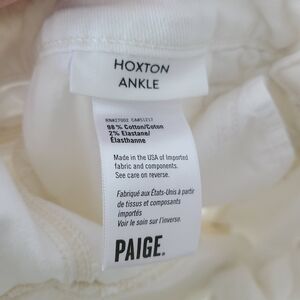 HOXTON
ANKLE
98% Cotton/Coton
2% Elastane/
Élasthanne
Made in the USA of Imported
fabric and components.
See care on reverse.
Fabriqué aux États-Unis à partir
de tissus et composants
importés
Voir le soin sur l'inverse.
PAIGE.